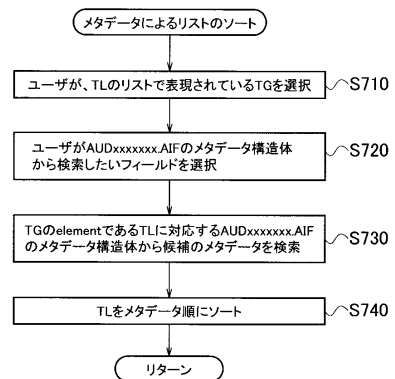 メタデータによるリストのソート
ユーザが、TLのリストで表現されているTGを選択
S710
ユーザがAUDxxxxxxx.AIFのメタデータ構造体
から検索したいフィールドを選択
S720
TGのelementであるTLに対応するAUDxxxxxxx.AIF
のメタデータ構造体から候補のメタデータを検索
S730
TLをメタデータ順にソート
S740
リターン